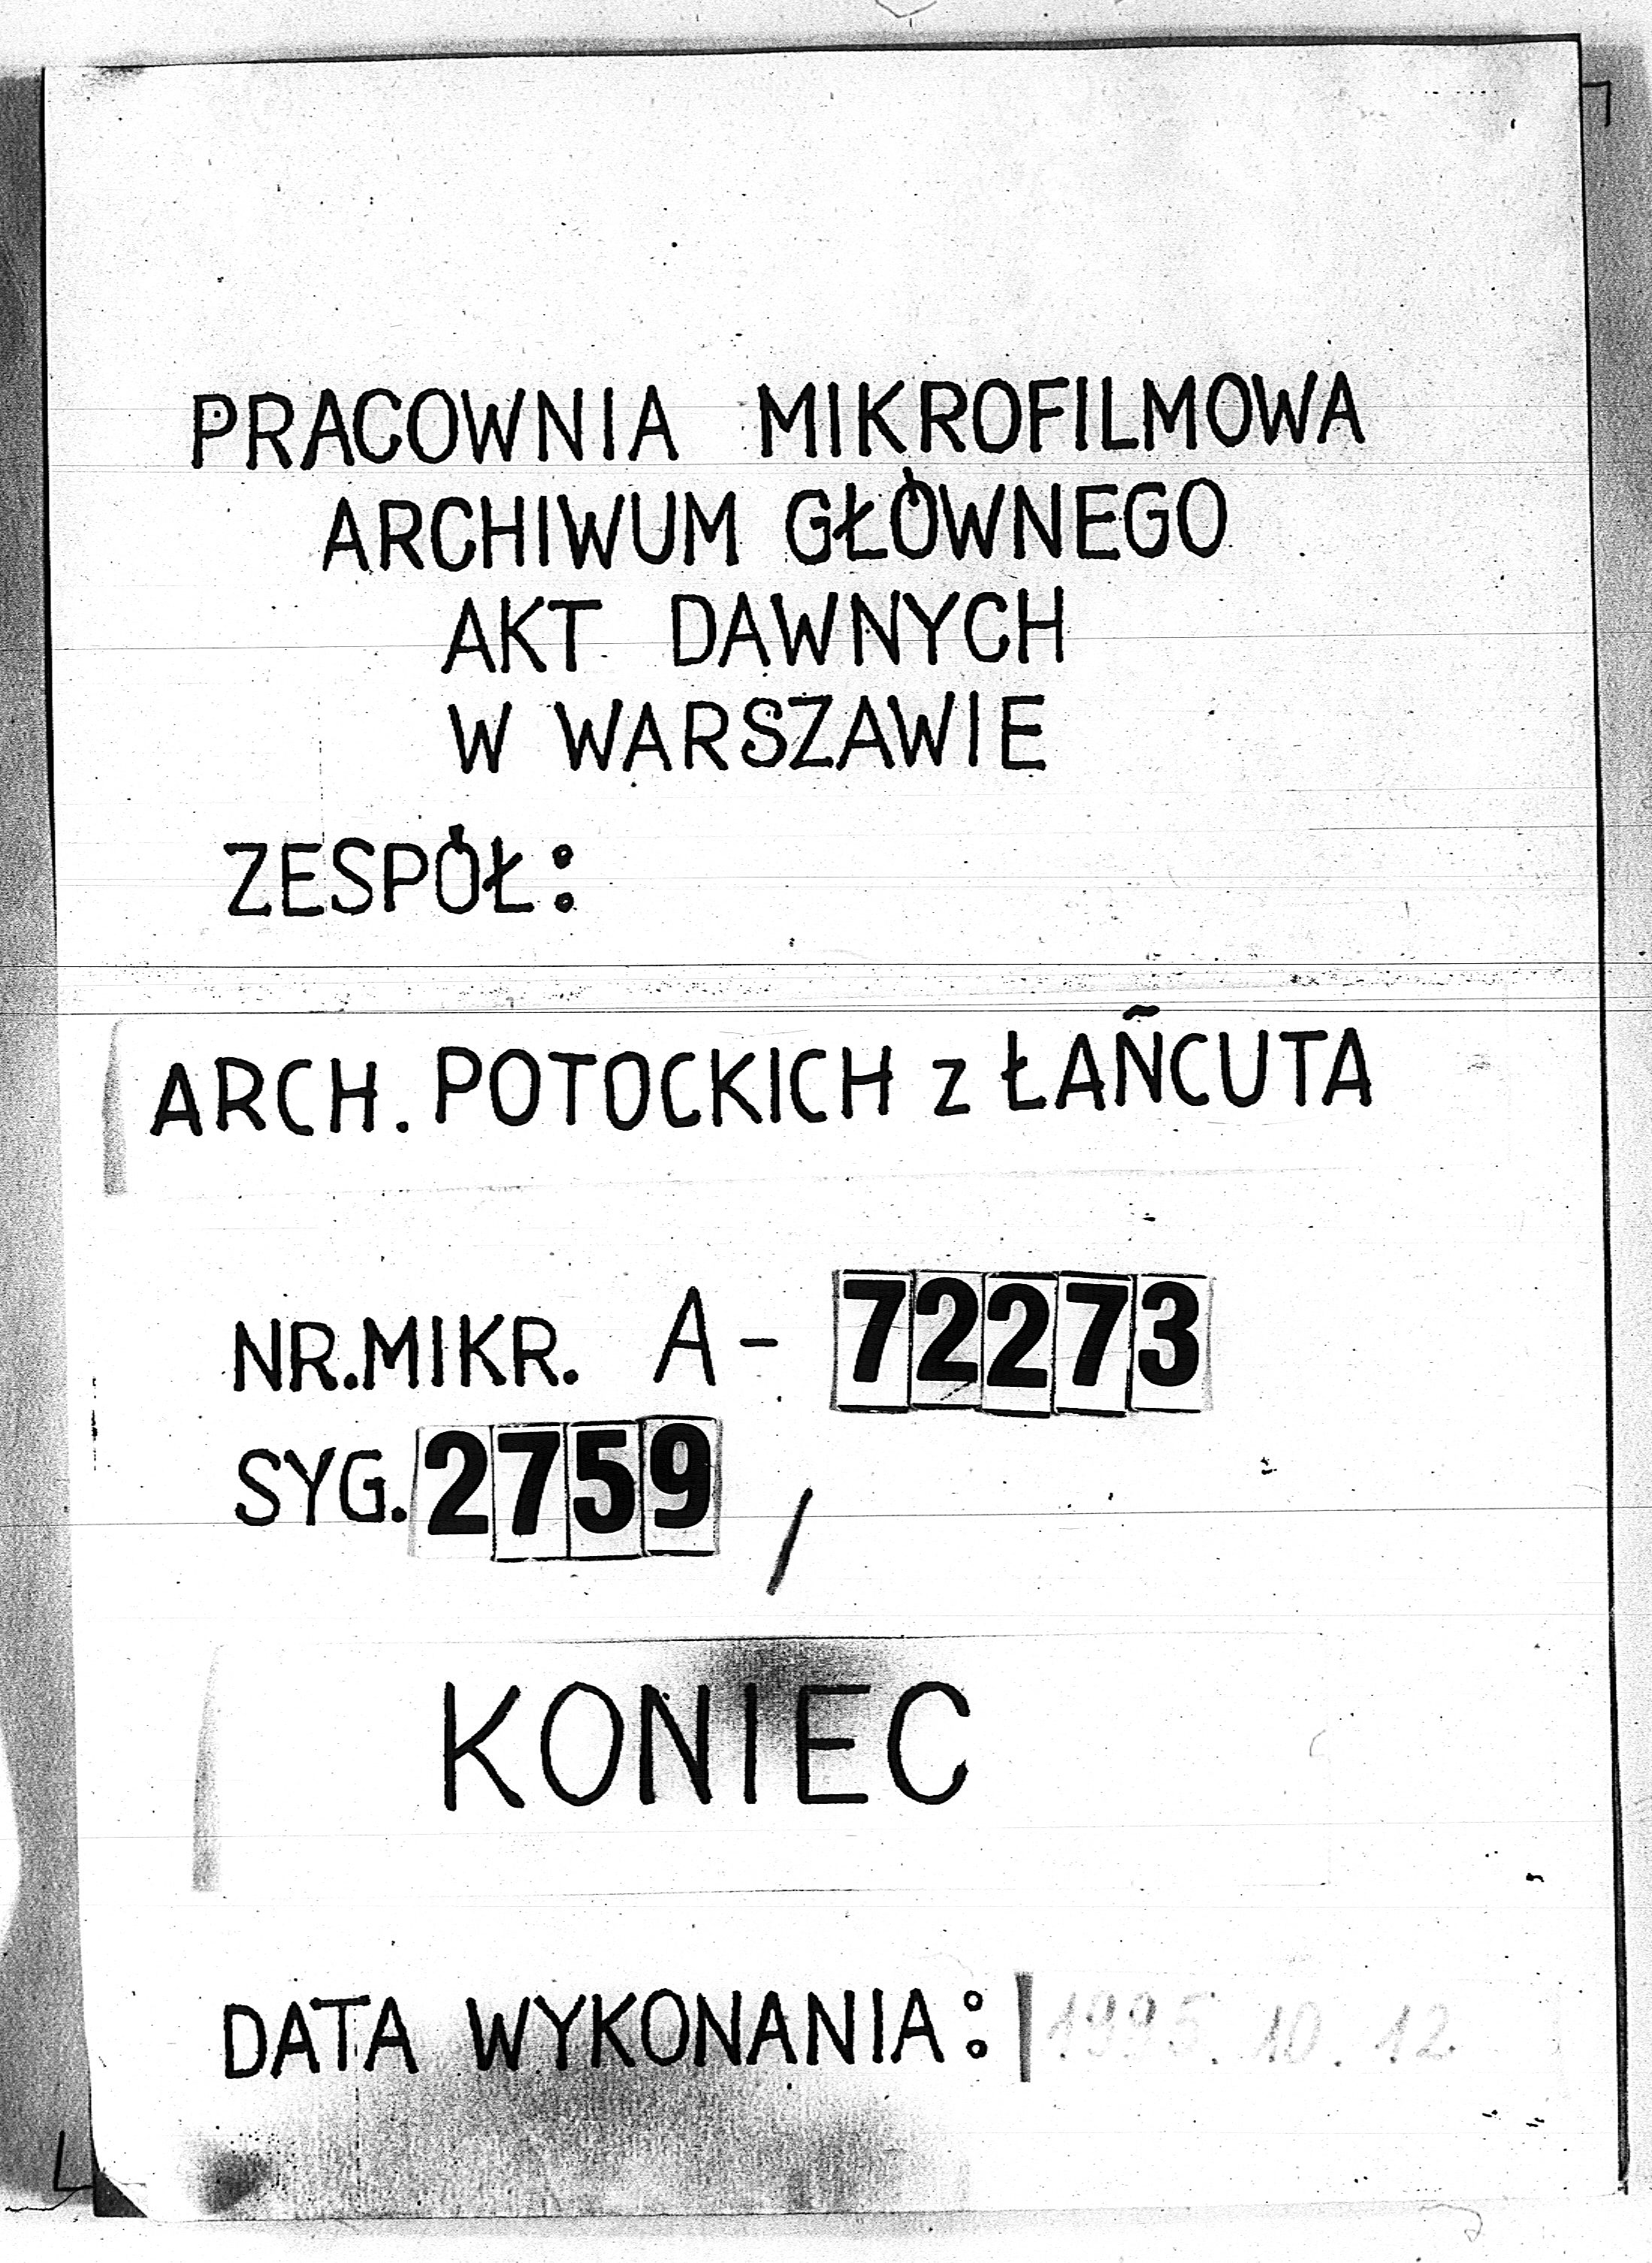 PRACOWNIA MIKROFILMOWA
ARCHIWUM GŁÓWNEGO
AKT DAWNYCH
W WARSZAWIE
ZESPÓŁ:
ARCH. POTOCKICH z ŁAŃCUTA
NR.MIKR. A-72273
SYG. 2759 /
KONIEC
DATA WYKONANIA: 1995.10.12